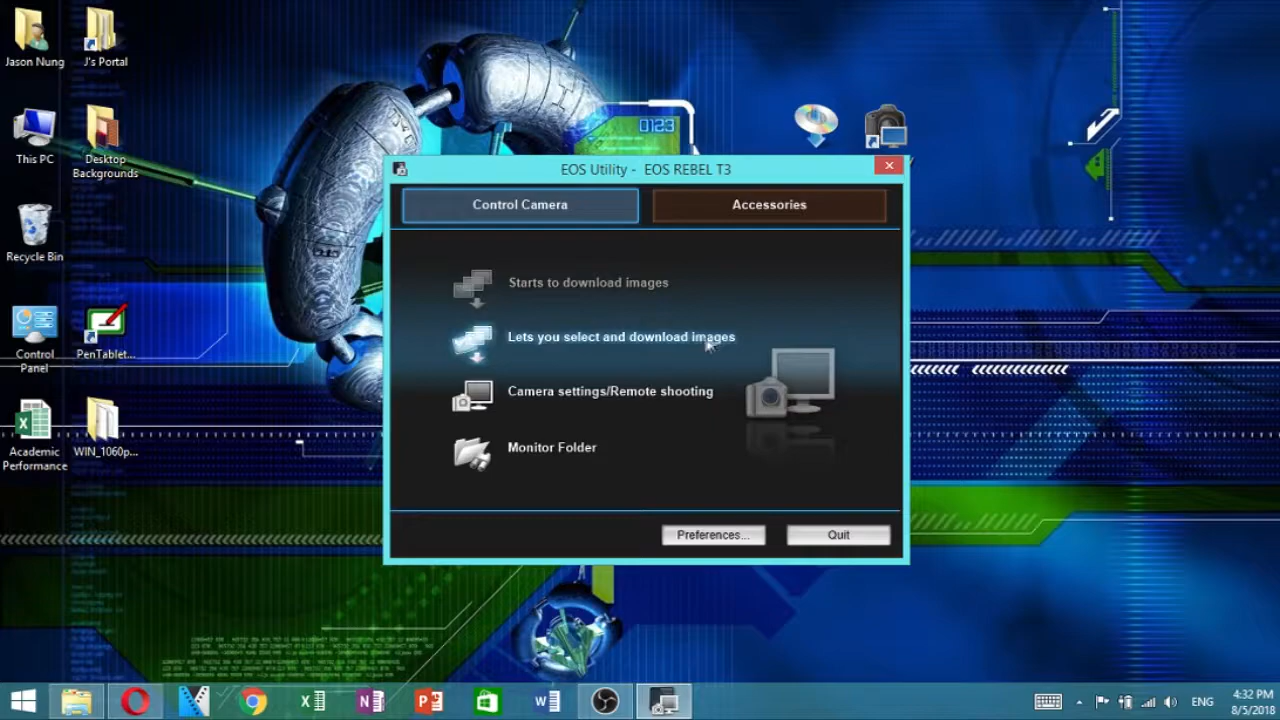 Jason Nung
J's Portal
This PC
Desktop
Backgrounds
Recycle Bin
Control
Panel
PenTablet...
Academic
Performance
WIN_1060p...
0123
EOS Utility - EOS REBEL T3
Control Camera
Accessories
Starts to download images
Lets you select and download images
Camera settings/Remote shooting
Monitor Folder
Preferences...
Quit
ENG
4:32 PM
8/5/2018